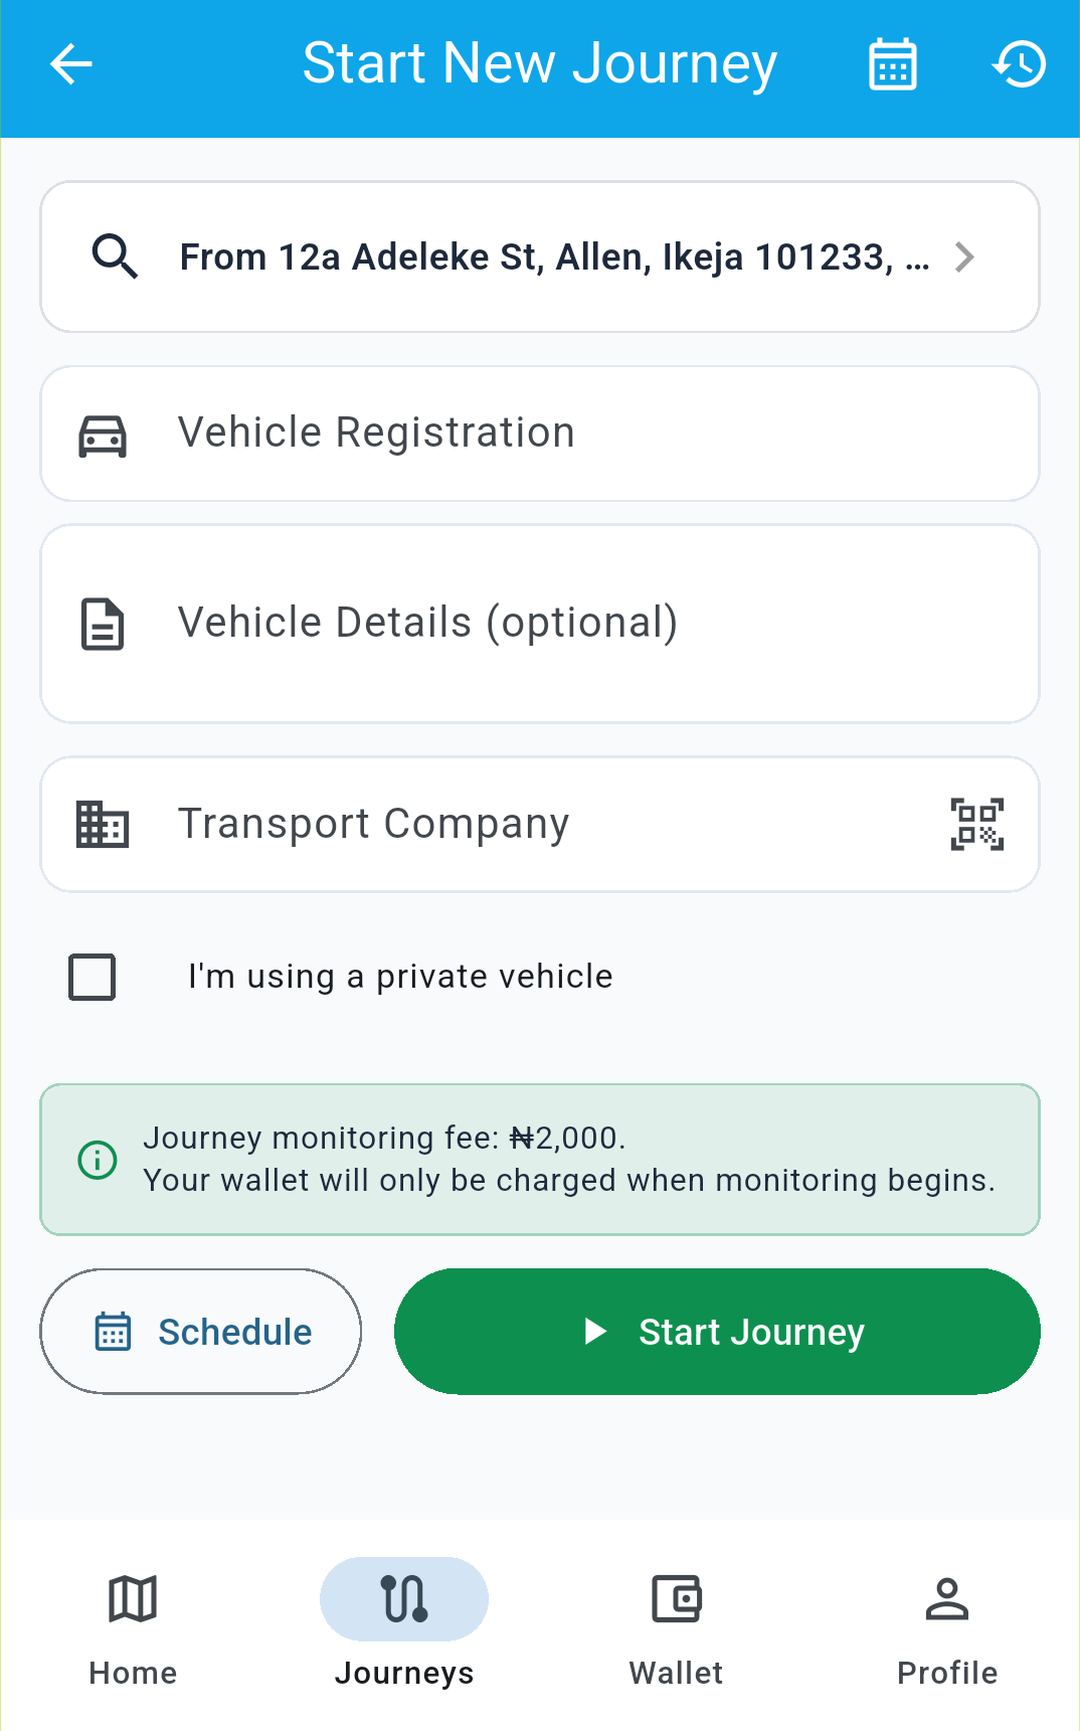 Start New Journey
From 12a Adeleke St, Allen, Ikeja 101233, ...
Vehicle Registration
Vehicle Details (optional)
Transport Company
I'm using a private vehicle
Journey monitoring fee: ₦2,000.
Your wallet will only be charged when monitoring begins.
Schedule
Start Journey
Home
Journeys
Wallet
Profile